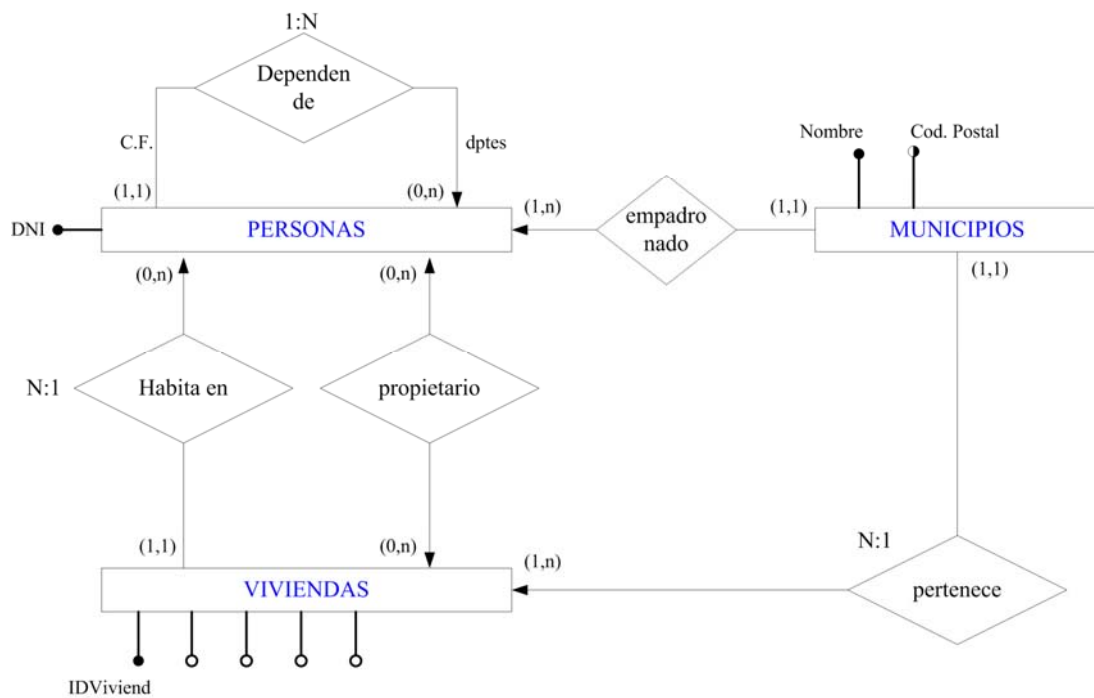 1:N
Dependen
de
C.F.
dptes
(1,1)
(0,n)
Nombre
Cod. Postal
DNI
PERSONAS
(1,n)
empadro
nado
(1,1)
MUNICIPIOS
(0,n)
(0,n)
(1,1)
N:1
Habita en
propietario
(1,1)
(0,n)
(1,n)
N:1
VIVIENDAS
pertenece
IDViviend